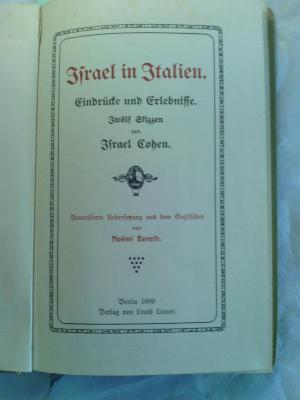 Israel in Italien.
Eindrücke und Erlebnisse.
Zwölf Skizzen
von
Israel Cohen.
Autorisierte Uebersetzung aus dem Englischen
von
Noëmi Baneth.
Berlin 1909
Verlag von Louis Lamm.